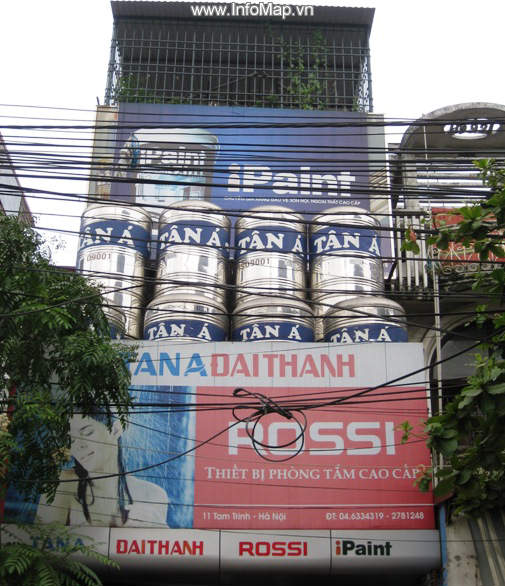 www.InfoMap.vn
iPaint
iPaint
TÂN Á TÂN Á TÂN Á TÂN Á
TÂN Á TÂN Á TÂN Á
TANADAITHANH
ROSSI
THIẾT BỊ PHÒNG TẮM CAO CẤP
11 Tam Trinh - Hà Nội ĐT: 04.6334319 - 2781248
TANA DAITHANH ROSSI iPaint